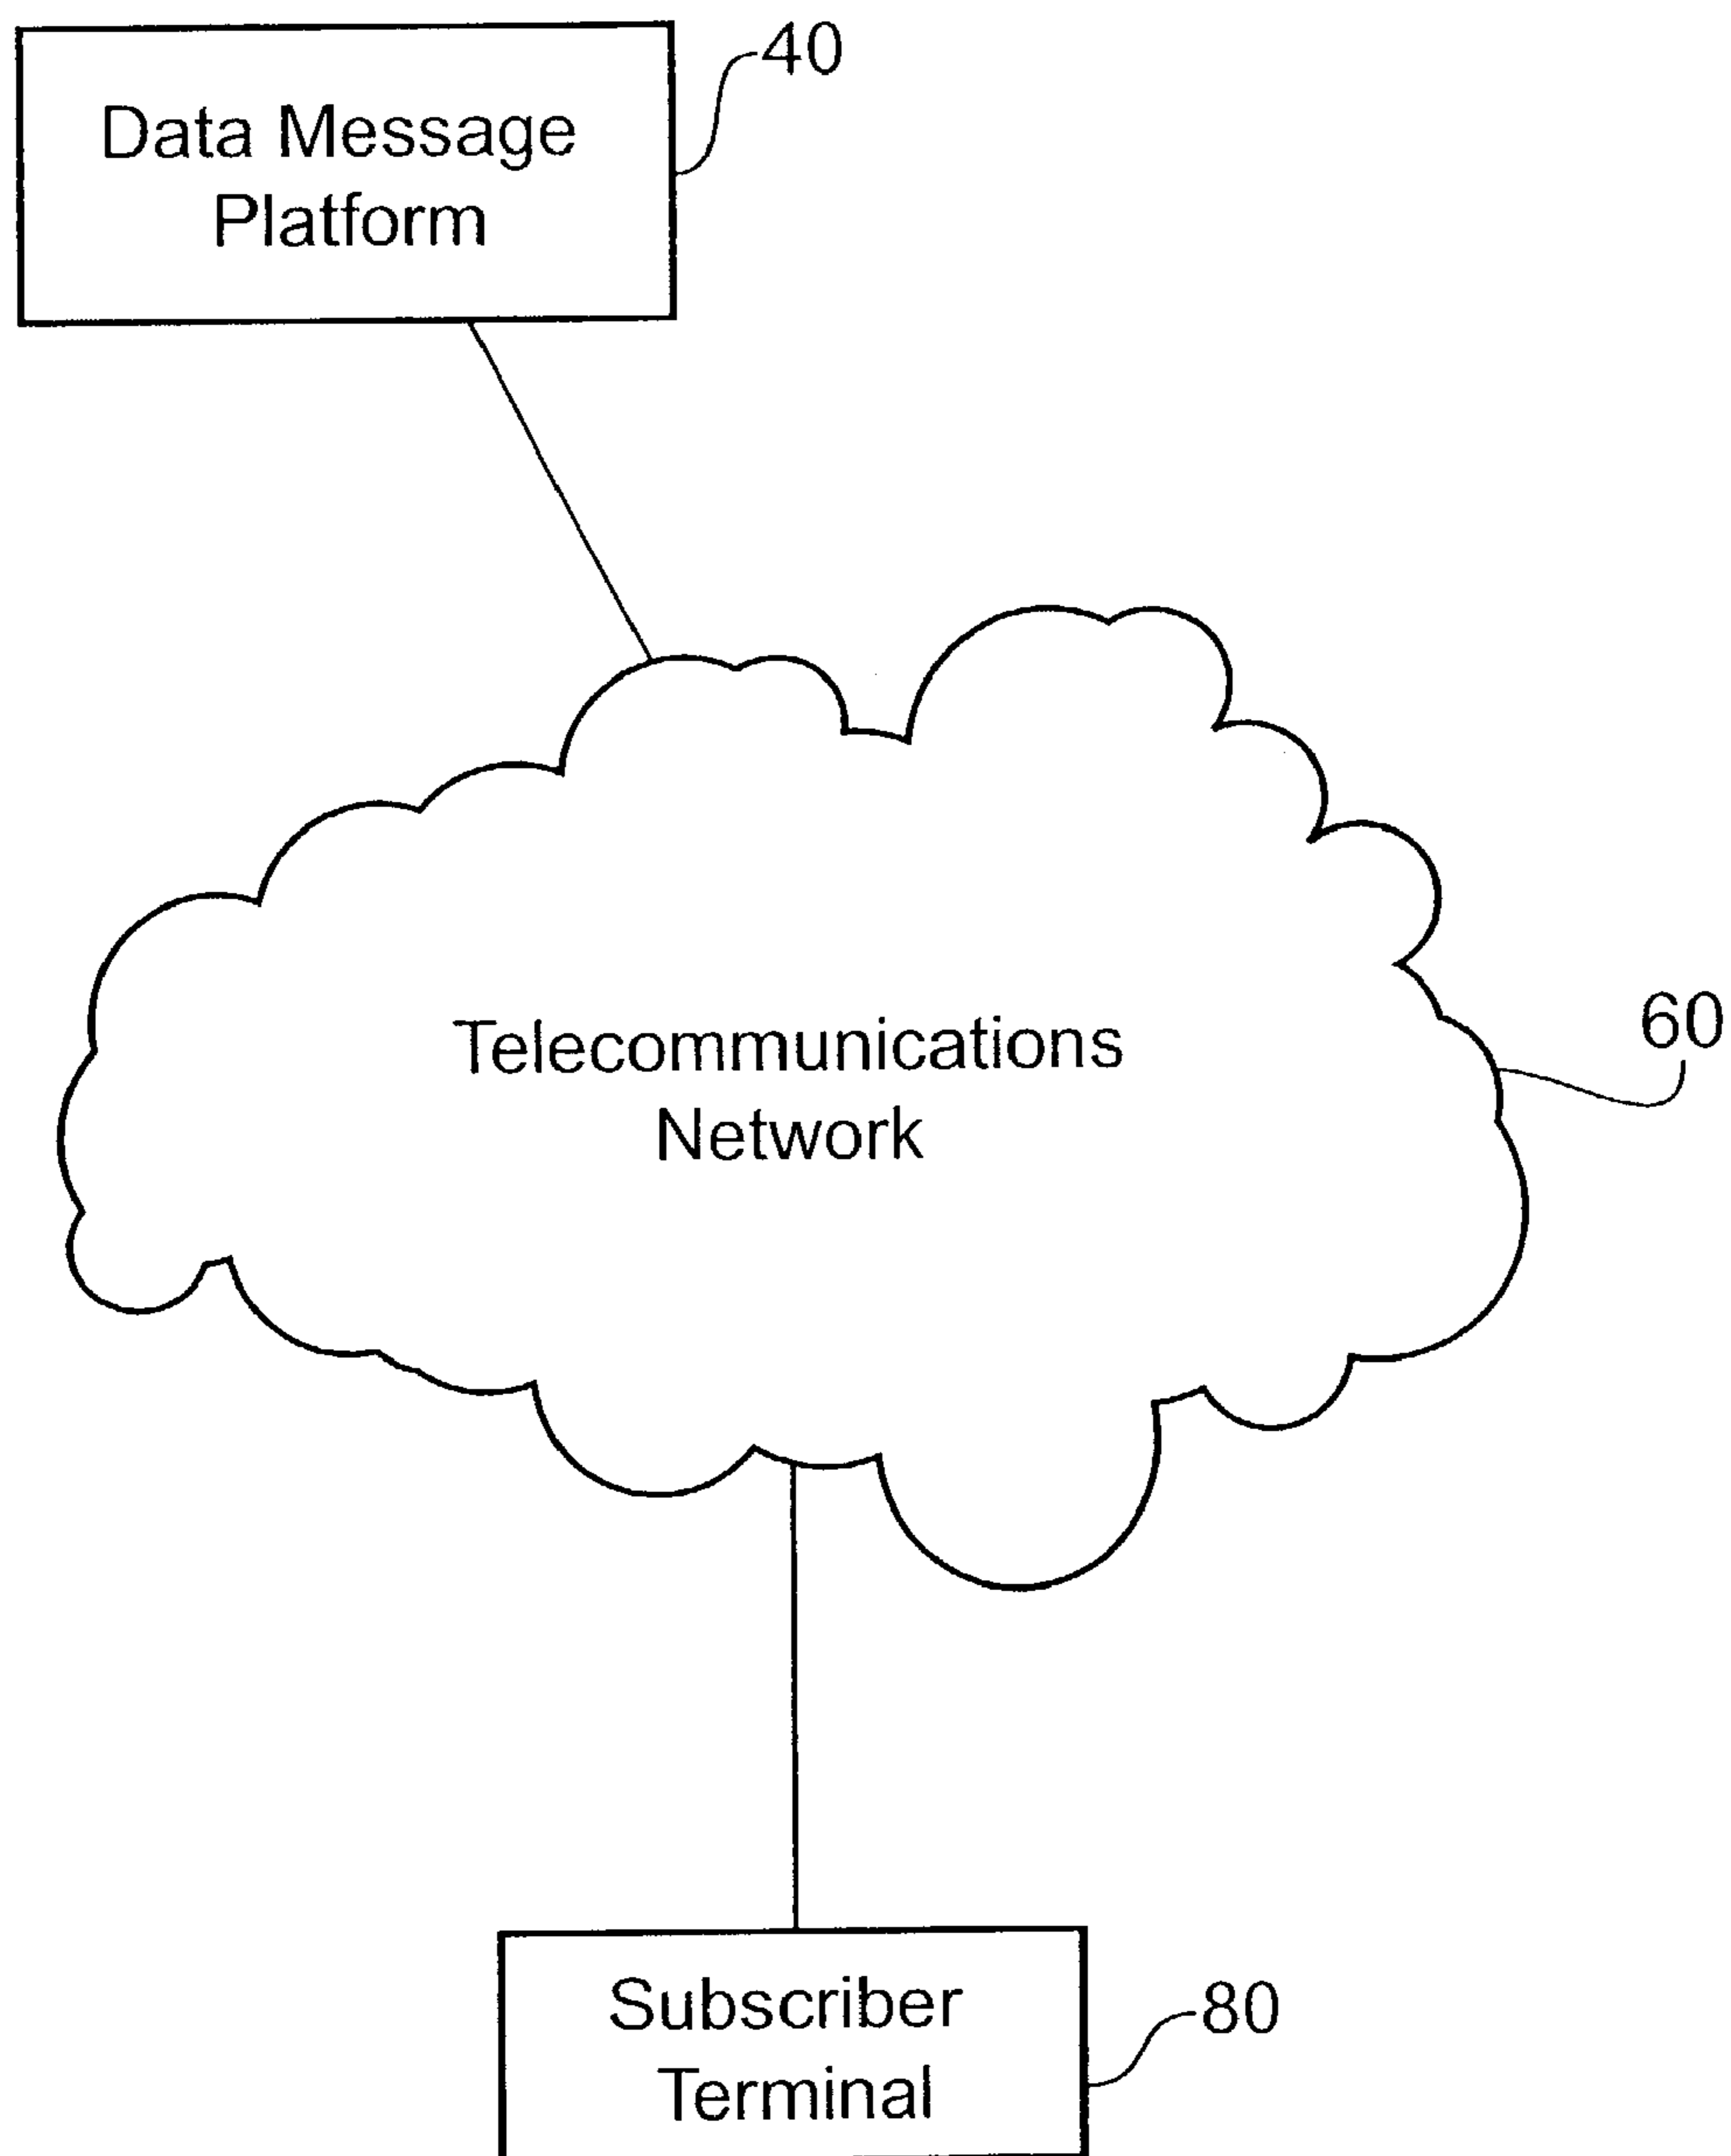 40
Data Message
Platform
Telecommunications
Network
60
Subscriber
Terminal
80